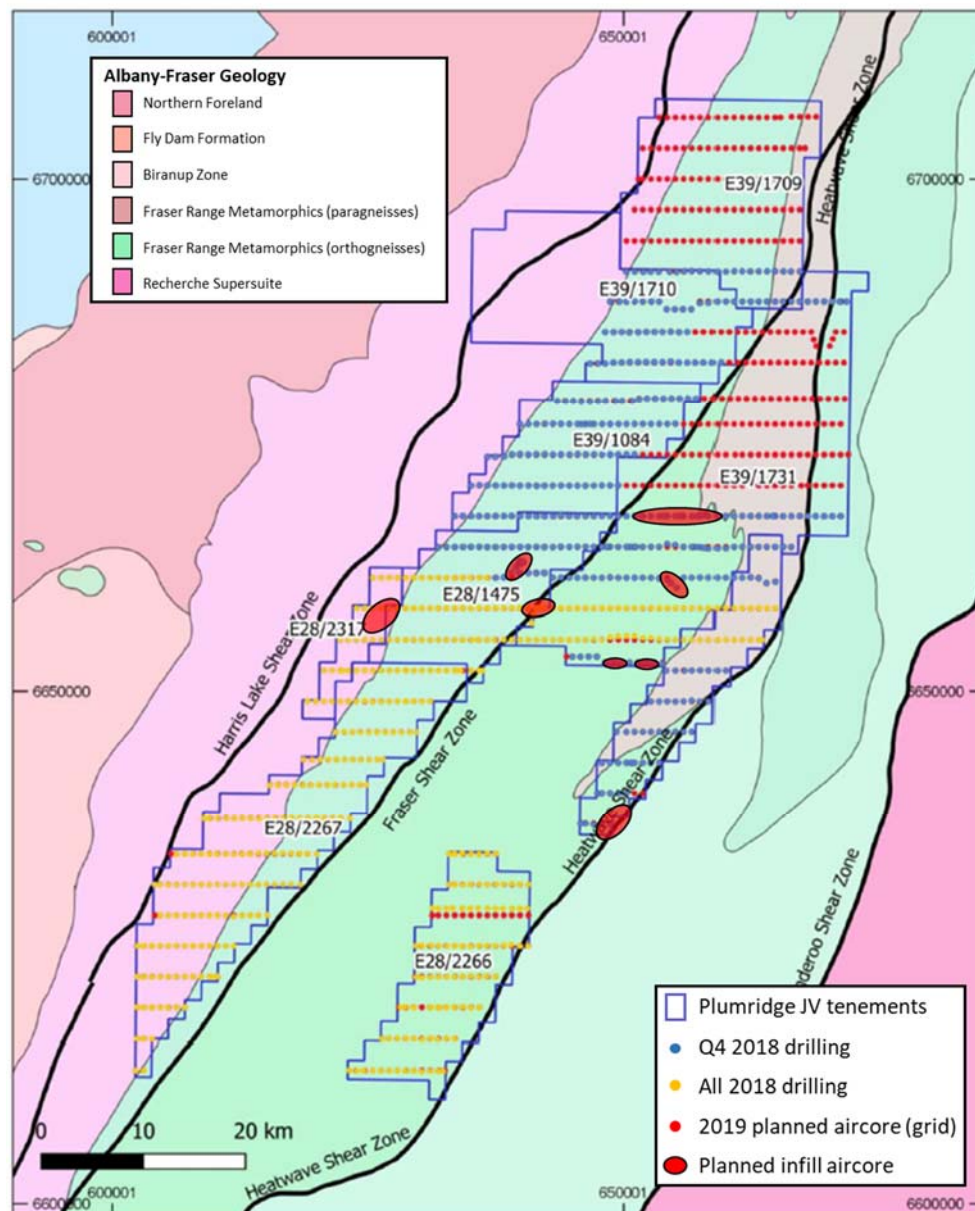 600001
650001
Albany-Fraser Geology
Northern Foreland
Fly Dam Formation
Biranup Zone
Fraser Range Metamorphics (paragneisses)
Fraser Range Metamorphics (orthogneisses)
Recherche Supersuite
Heatwave Shear Zone
6700000
6700000
E39/1709
E39/1710
E39/1084
E39/1731
E28/1475
E28/2317
Harris Lake Shear Zone
6650000
6650000
Fraser Shear Zone
Heatwave Shear Zone
E28/2267
E28/2266
nderoo Shear Zone
Plumridge JV tenements
Q4 2018 drilling
All 2018 drilling
2019 planned aircore (grid)
Planned infill aircore
0 10 20 km
Heatwave Shear Zone
6600000
600001
650001
6600000